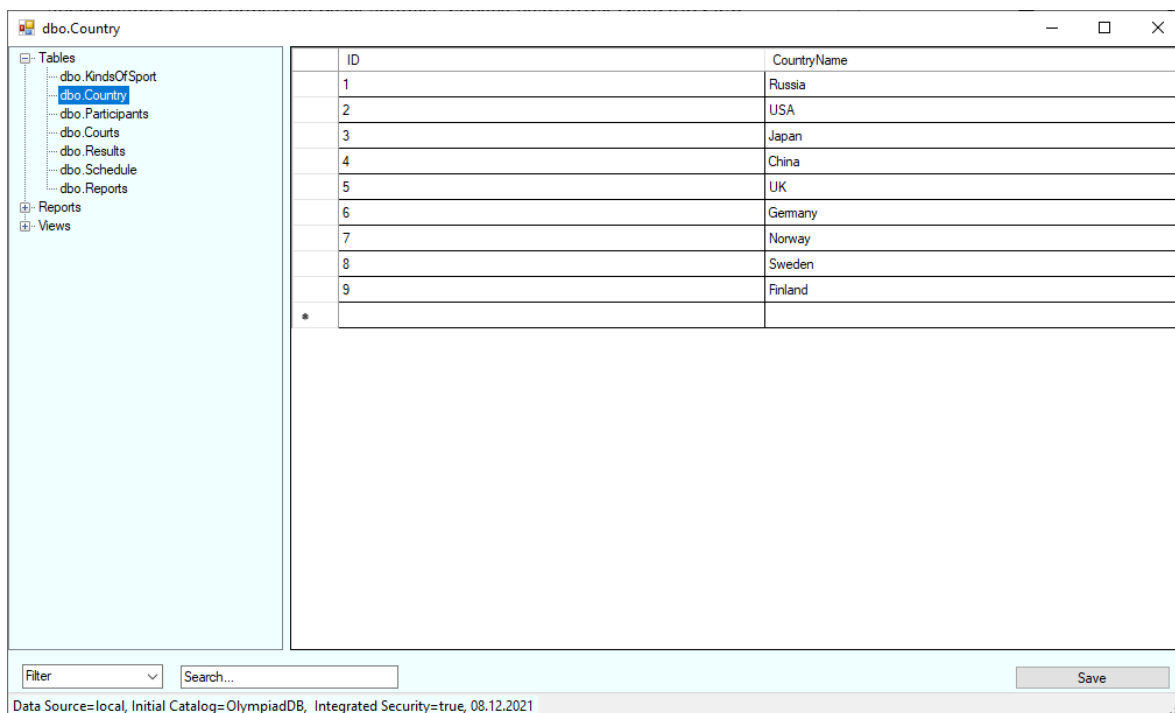 dbo.Country
Tables
dbo.KindsOfSport
dbo.Country
dbo.Participants
dbo.Courts
dbo.Results
dbo.Schedule
dbo.Reports
Reports
Views
ID CountryName
1 Russia
2 USA
3 Japan
4 China
5 UK
6 Germany
7 Norway
8 Sweden
9 Finland
Filter Search... Save
Data Source=local, Initial Catalog=OlympiadDB, Integrated Security=true, 08.12.2021